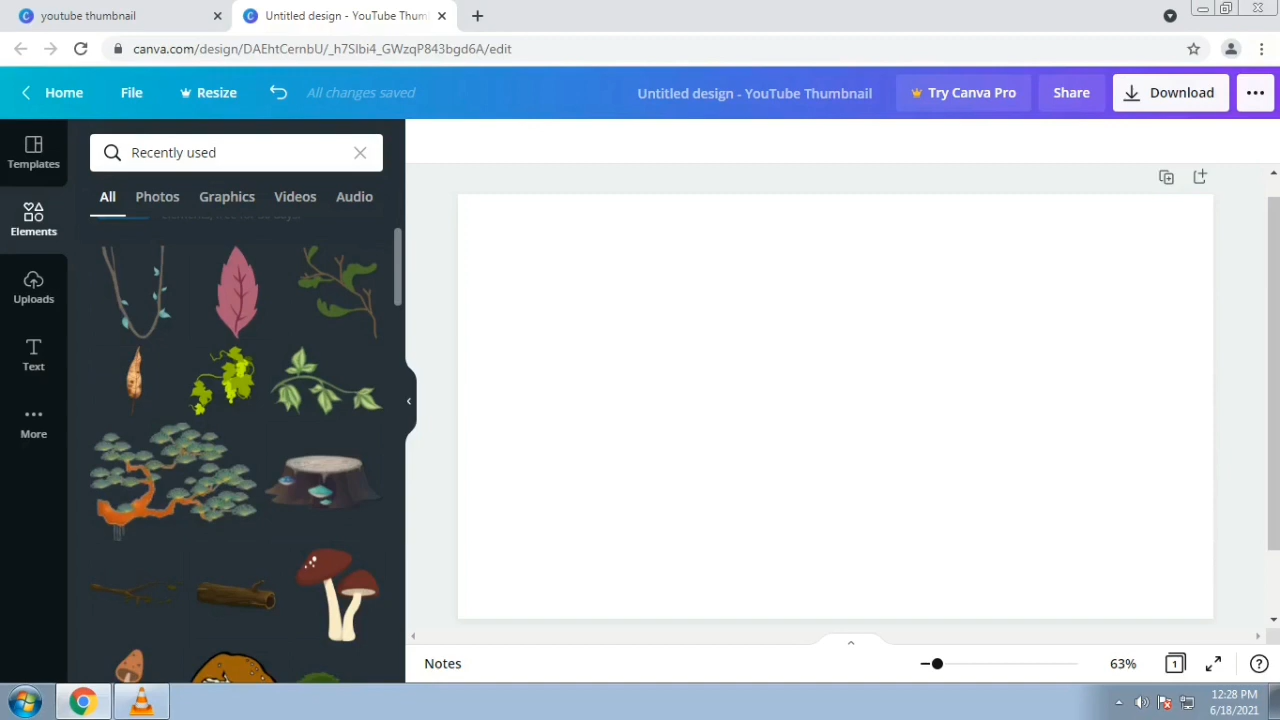 youtube thumbnail
Untitled design - YouTube Thum
canva.com/design/DAEhtCernbU/_h7Slbi4_GWzqP843bgd6A/edit
Home File Resize All changes saved Untitled design - YouTube Thumbnail Try Canva Pro Share Download
Templates
Elements
Uploads
Text
More
Recently used
All Photos Graphics Videos Audio
Notes
63%
1
12:28 PM
6/18/2021